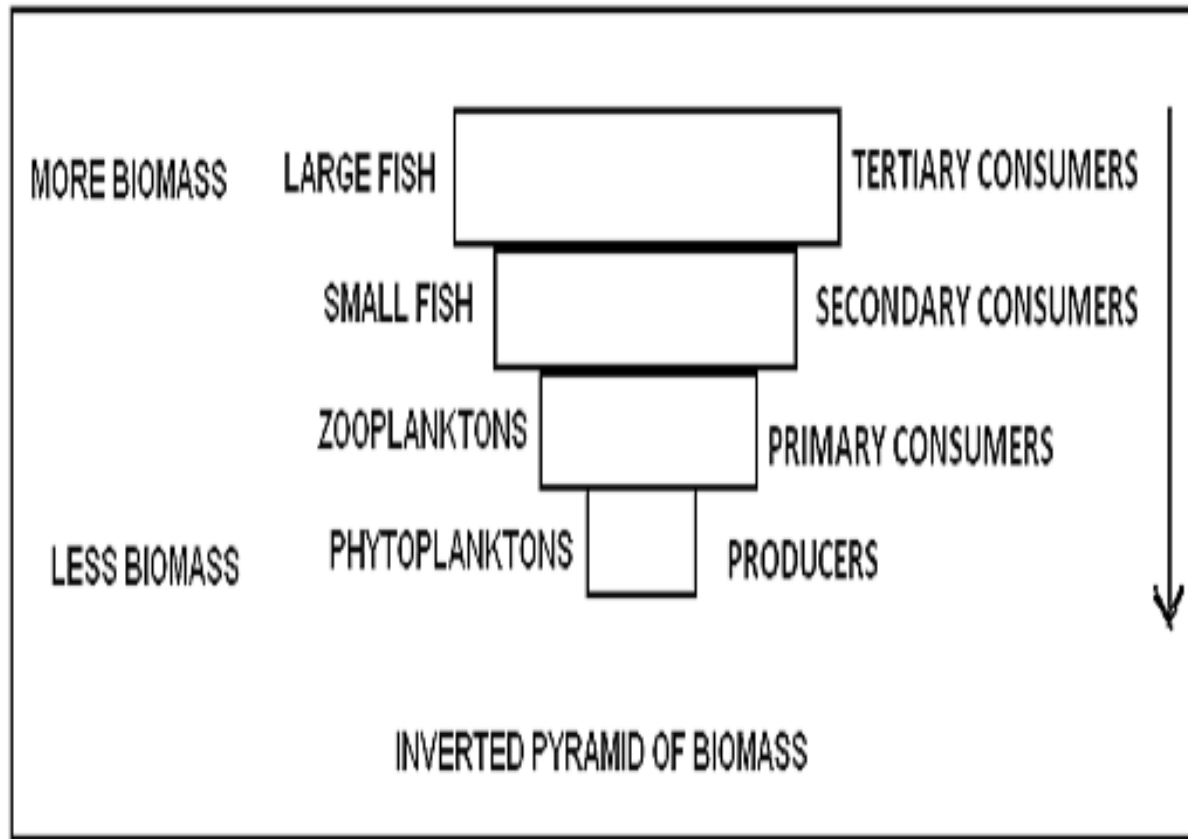 MORE BIOMASS LARGE FISH TERTIARY CONSUMERS
SMALL FISH SECONDARY CONSUMERS
ZOOPLANKTONS PRIMARY CONSUMERS
LESS BIOMASS PHYTOPLANKTONS PRODUCERS
INVERTED PYRAMID OF BIOMASS